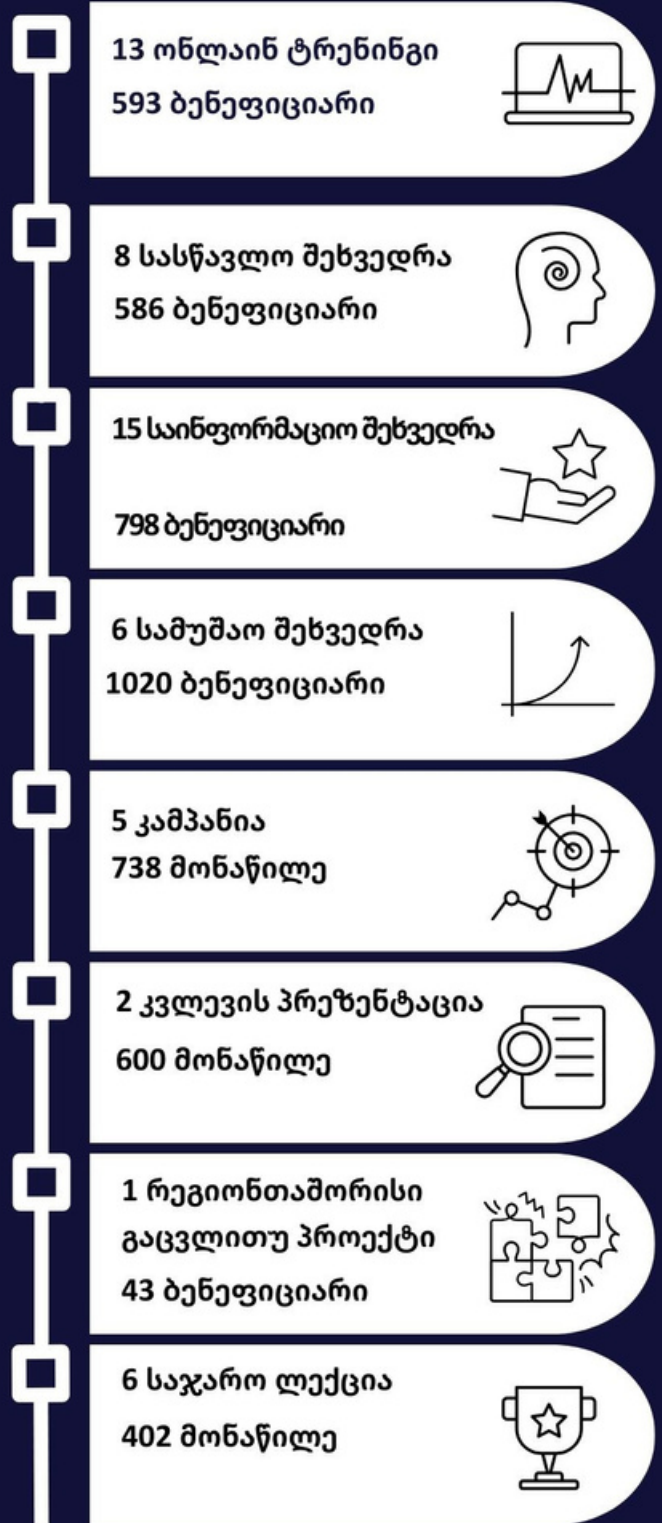 13 ონლაინ ტრენინგი
593 ბენეფიციარი
8 სასწავლო შეხვედრა
586 ბენეფიციარი
15 საინფორმაციო შეხვედრა
798 ბენეფიციარი
6 სამუშაო შეხვედრა
1020 ბენეფიციარი
5 კამპანია
738 მონაწილე
2 კვლევის პრეზენტაცია
600 მონაწილე
1 რეგიონთაშორისი
გაცვლითუ პროექტი
43 ბენეფიციარი
6 საჯარო ლექცია
402 მონაწილე